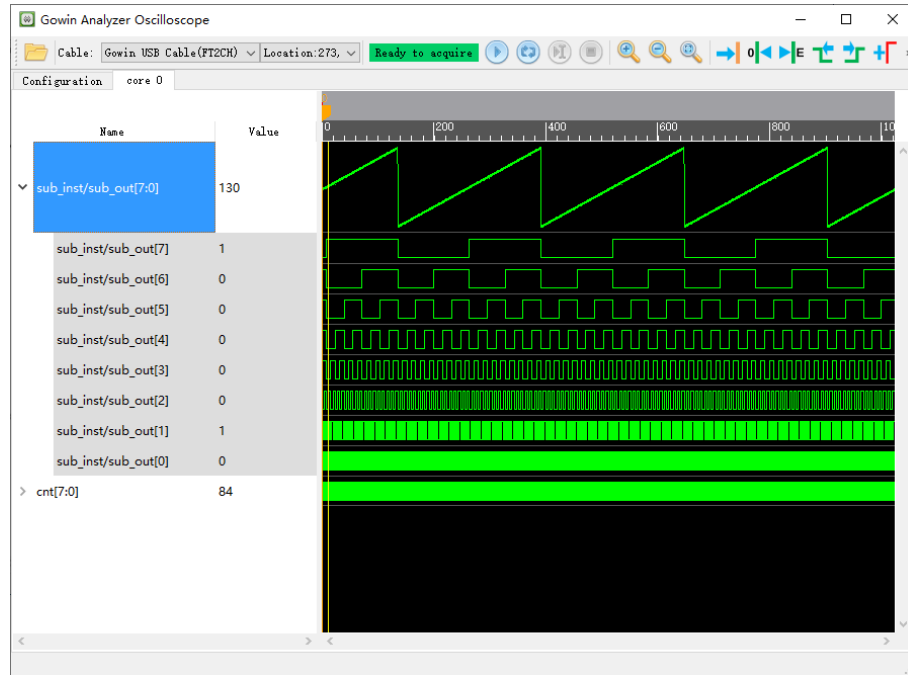 Gowin Analyzer Oscilloscope
Cable: Gowin USB Cable(FT2CH) Location:273, Ready to acquire
Configuration core 0
Name Value
0 200 400 600 800 10
sub_inst/sub_out[7:0] 130
sub_inst/sub_out[7] 1
sub_inst/sub_out[6] 0
sub_inst/sub_out[5] 0
sub_inst/sub_out[4] 0
sub_inst/sub_out[3] 0
sub_inst/sub_out[2] 0
sub_inst/sub_out[1] 1
sub_inst/sub_out[0] 0
cnt[7:0] 84